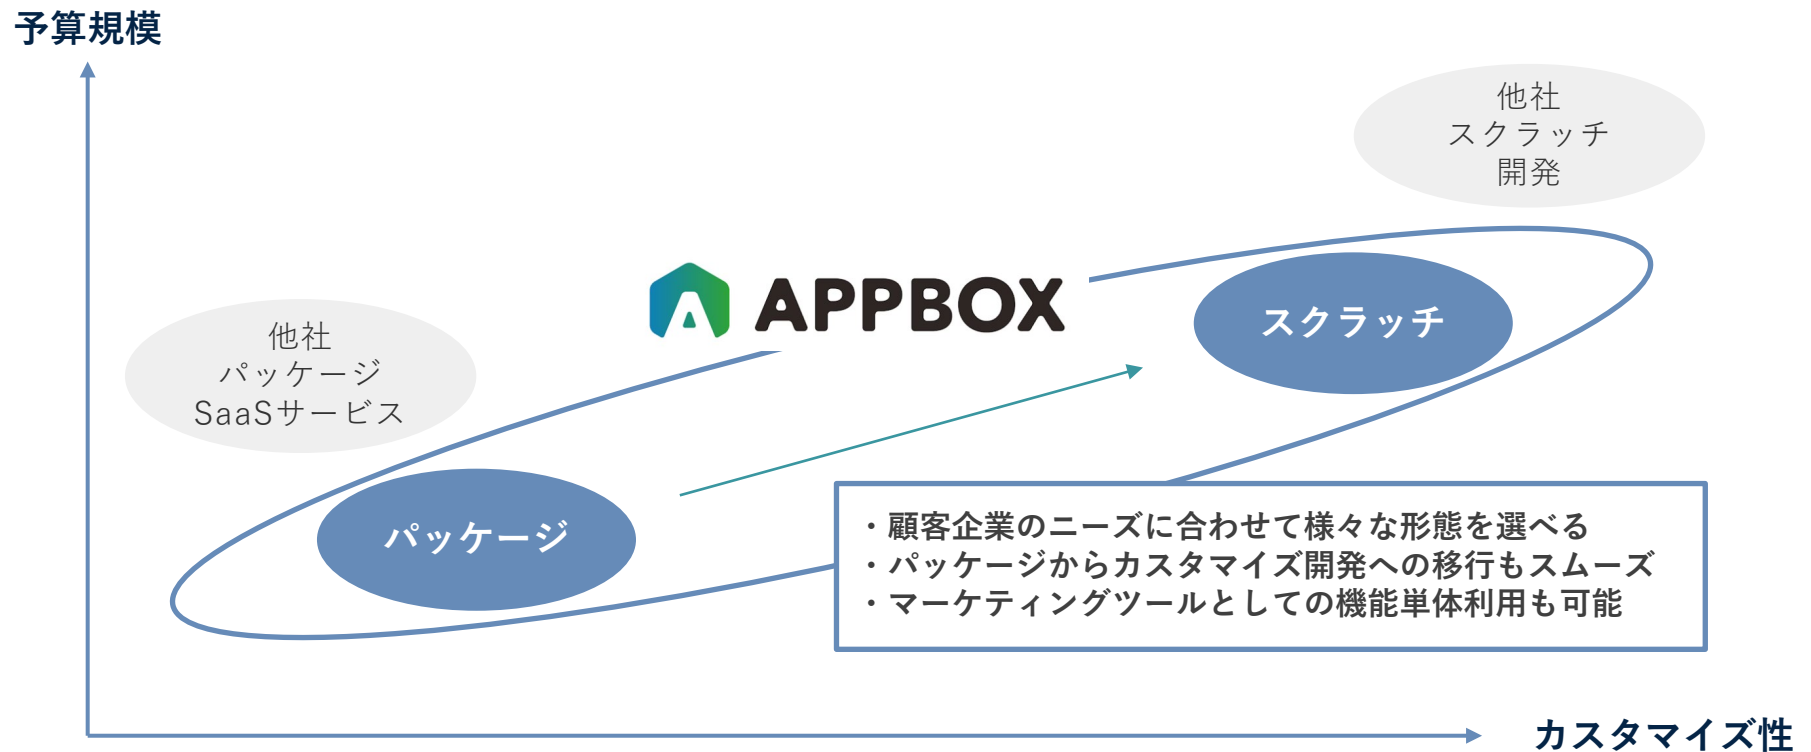 予算規模
他社
スクラッチ
開発
APPBOX
スクラッチ
他社
パッケージ
SaaSサービス
パッケージ
・顧客企業のニーズに合わせて様々な形態を選べる
・パッケージからカスタマイズ開発への移行もスムーズ
・マーケティングツールとしての機能単体利用も可能
カスタマイズ性